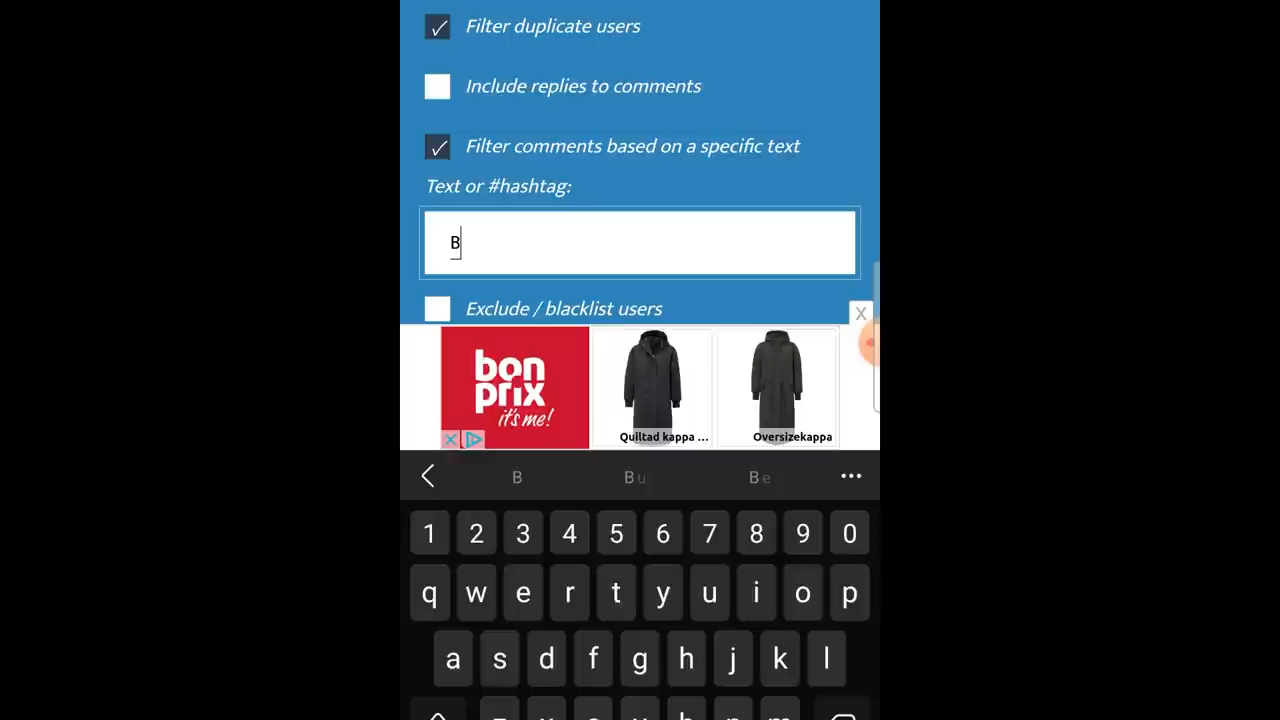 Filter duplicate users
Include replies to comments
Filter comments based on a specific text
Text or #hashtag:
B
Exclude / blacklist users
X
bon
prix
it's me!
Quiltad kappa ...
Oversizekappa
B Bu Be
1 2 3 4 5 6 7 8 9 0
q w e r t y u i o p
a s d f g h j k l